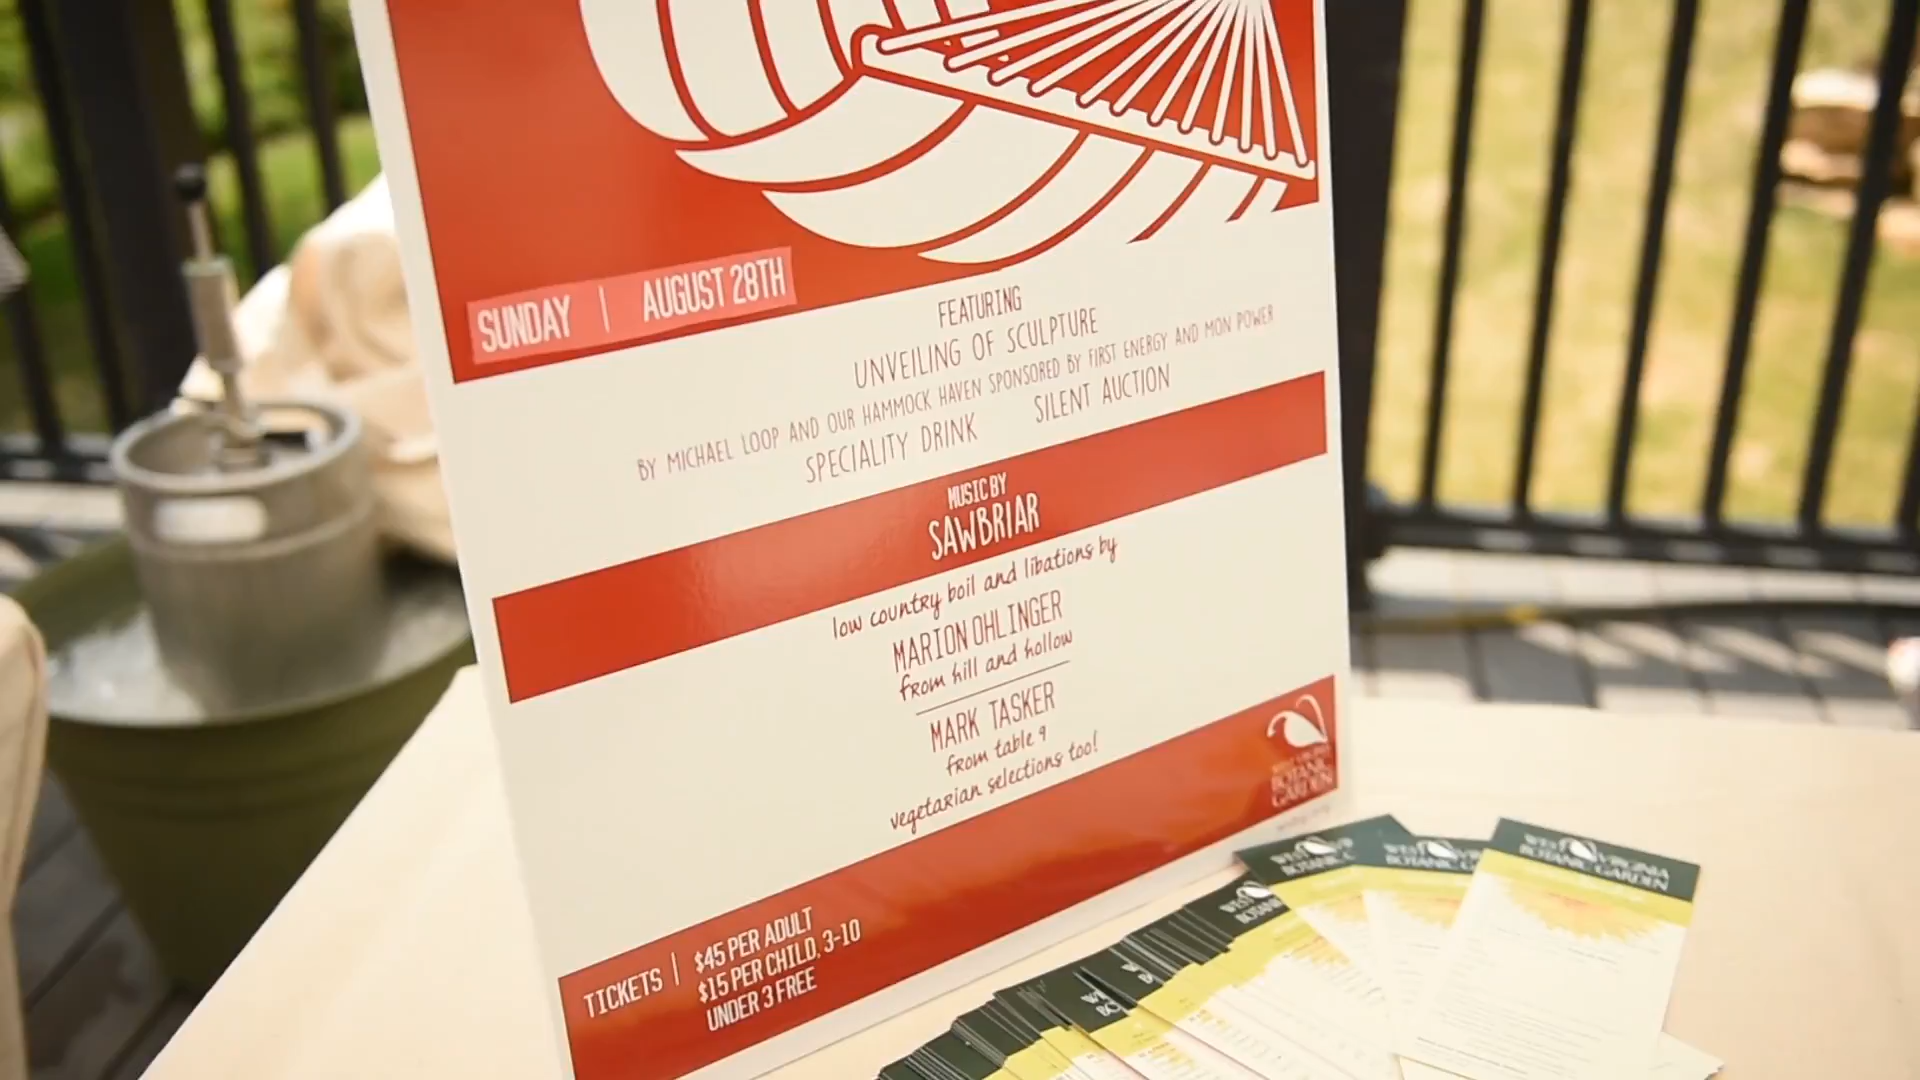 SUNDAY | AUGUST 28TH
FEATURING
UNVEILING OF SCULPTURE
BY MICHAEL LOOP AND OUR HAMMOCK HAVEN SPONSORED BY FIRST ENERGY AND MON POWER
SPECIALITY DRINK SILENT AUCTION
MUSIC BY
SAWBRIAR
low country boil and libations by
MARION OHLINGER
from hill and hollow
MARK TASKER
from table 9
vegetarian selections too!
BOTANIC
GARDEN
TICKETS | $45 PER ADULT
$15 PER CHILD, 3-10
UNDER 3 FREE
WEST VIRGINIA
BOTANIC GARDEN